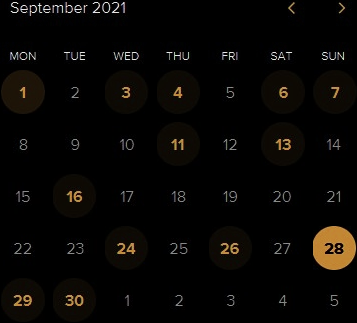 September 2021
MON TUE WED THU FRI SAT SUN
1 2 3 4 5 6 7
8 9 10 11 12 13 14
15 16 17 18 19 20 21
22 23 24 25 26 27 28
29 30 1 2 3 4 5